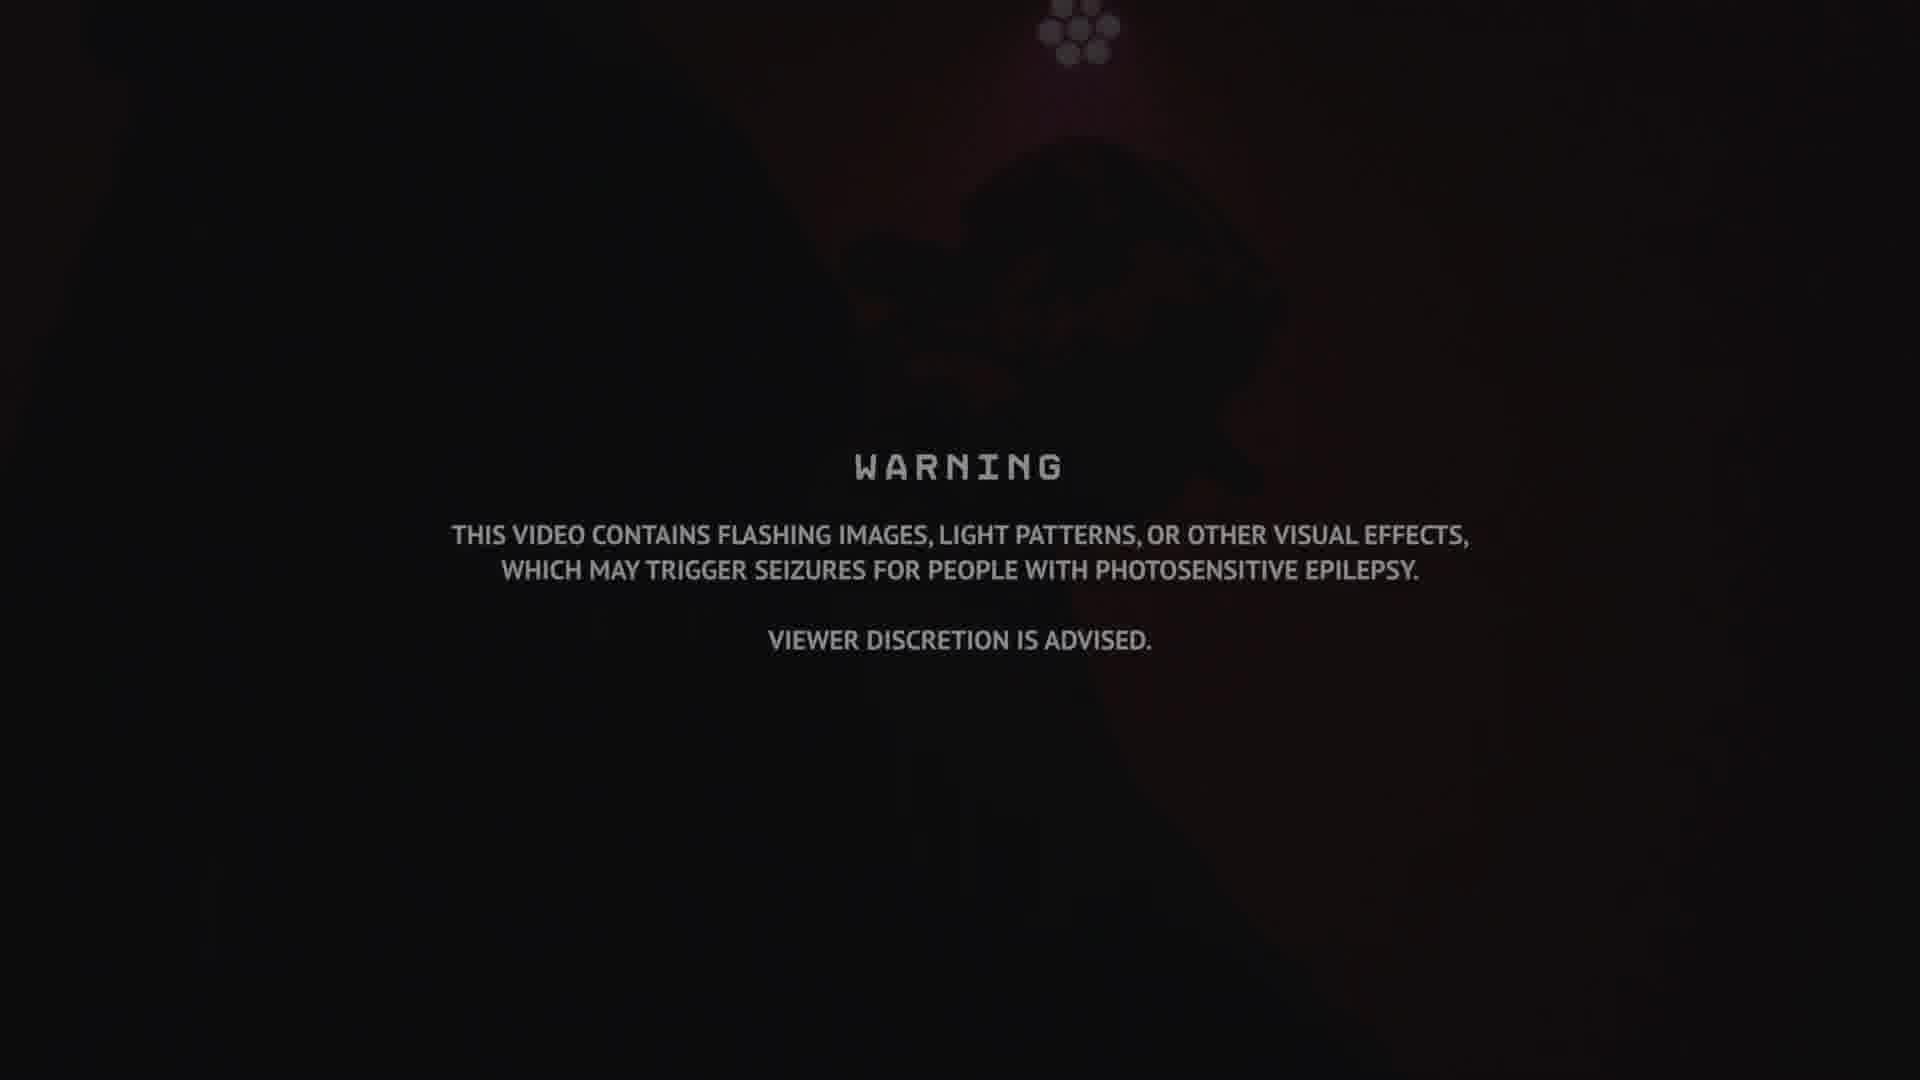 WARNING
THIS VIDEO CONTAINS FLASHING IMAGES, LIGHT PATTERNS, OR OTHER VISUAL EFFECTS,
WHICH MAY TRIGGER SEIZURES FOR PEOPLE WITH PHOTOSENSITIVE EPILEPSY.
VIEWER DISCRETION IS ADVISED.